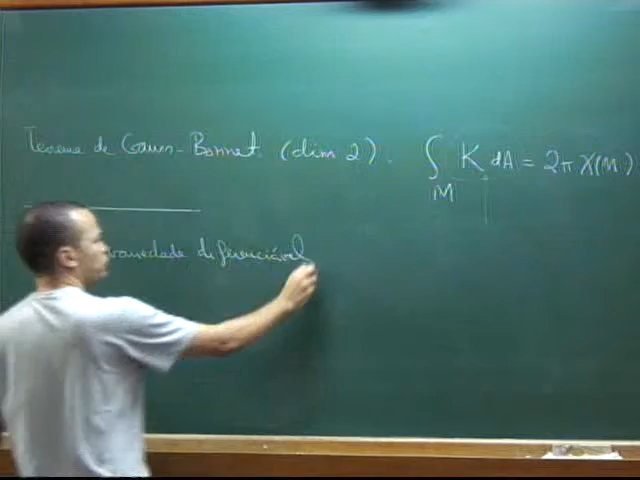 Teorema de Gauss-Bonnet. (dim 2). ∫_M K dA = 2π χ(M)
variedade diferenciável